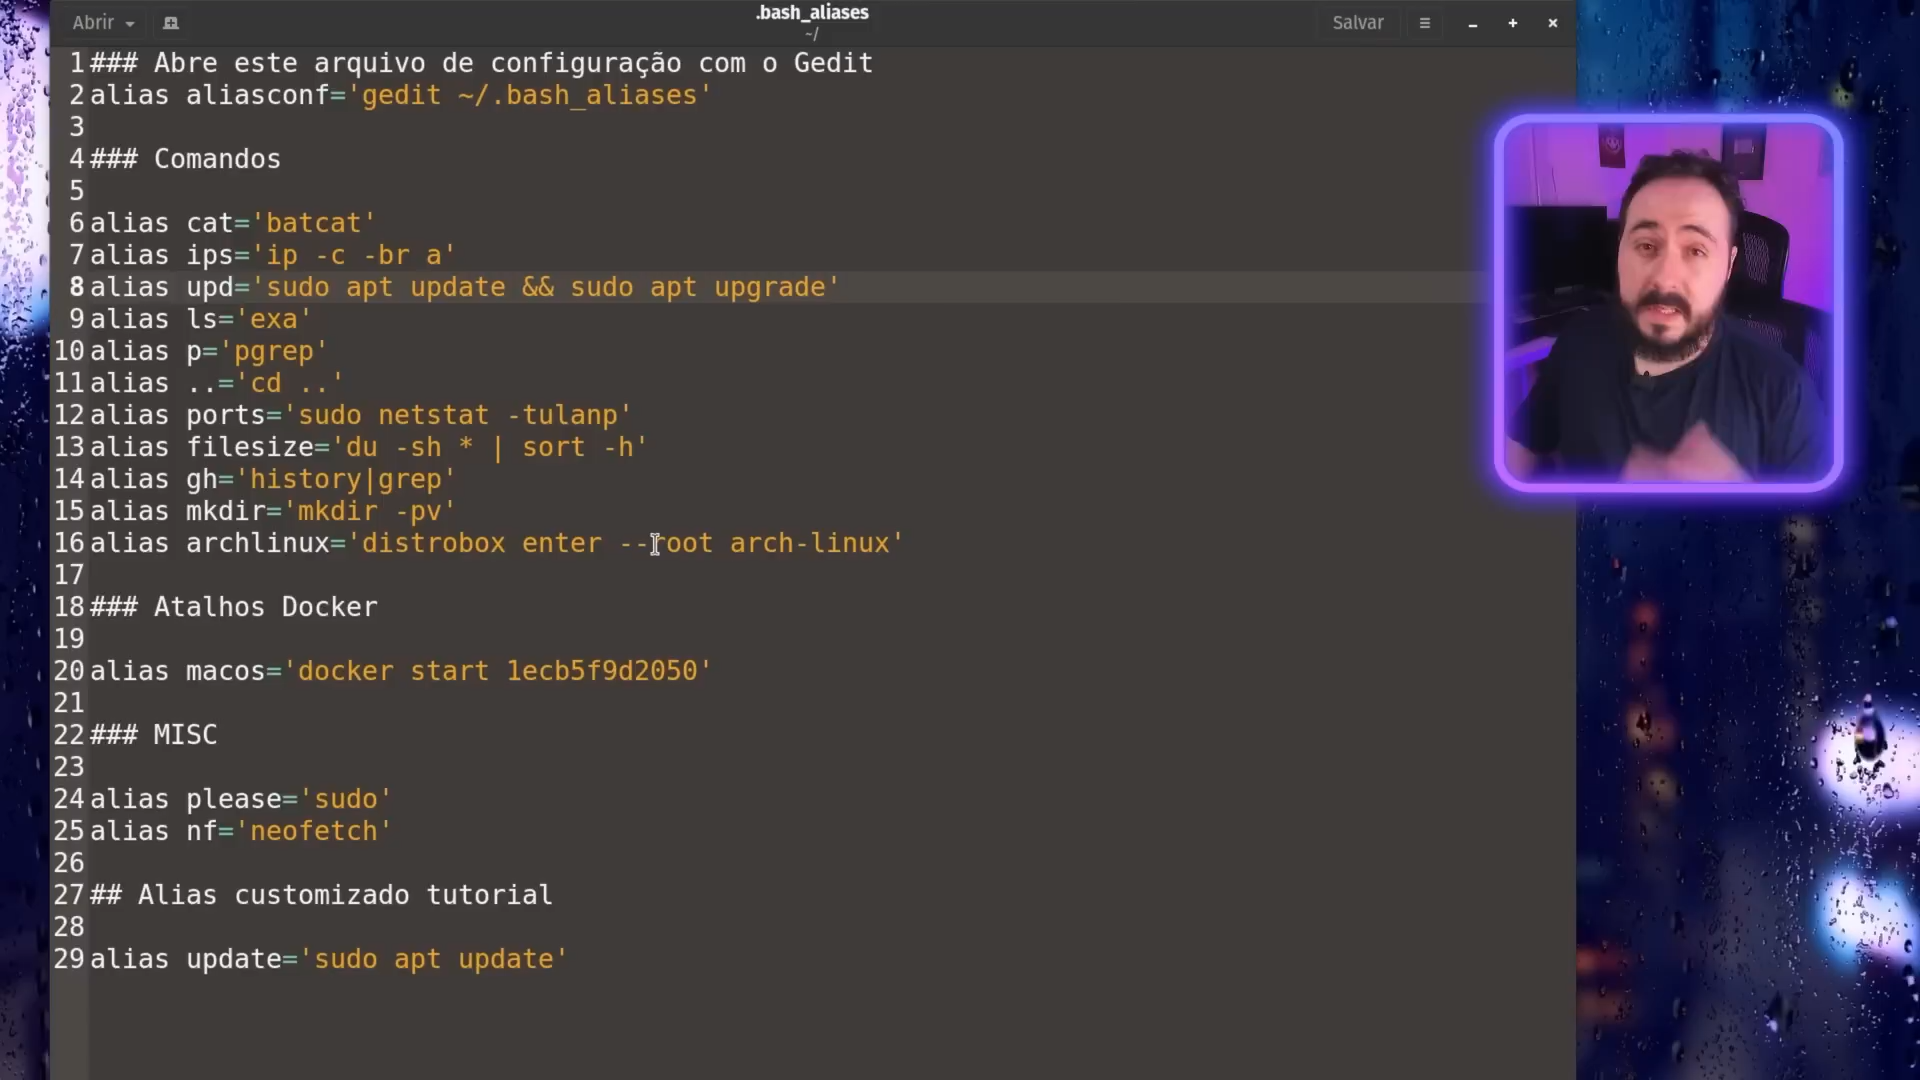 Abrir
.bash_aliases
~/
Salvar
1 ### Abre este arquivo de configuração com o Gedit
2 alias aliasconf='gedit ~/.bash_aliases'
3
4 ### Comandos
5
6 alias cat='batcat'
7 alias ips='ip -c -br a'
8 alias upd='sudo apt update && sudo apt upgrade'
9 alias ls='exa'
10 alias p='pgrep'
11 alias ..='cd ..'
12 alias ports='sudo netstat -tulanp'
13 alias filesize='du -sh * | sort -h'
14 alias gh='history|grep'
15 alias mkdir='mkdir -pv'
16 alias archlinux='distrobox enter --root arch-linux'
17
18 ### Atalhos Docker
19
20 alias macos='docker start 1ecb5f9d2050'
21
22 ### MISC
23
24 alias please='sudo'
25 alias nf='neofetch'
26
27 ## Alias customizado tutorial
28
29 alias update='sudo apt update'